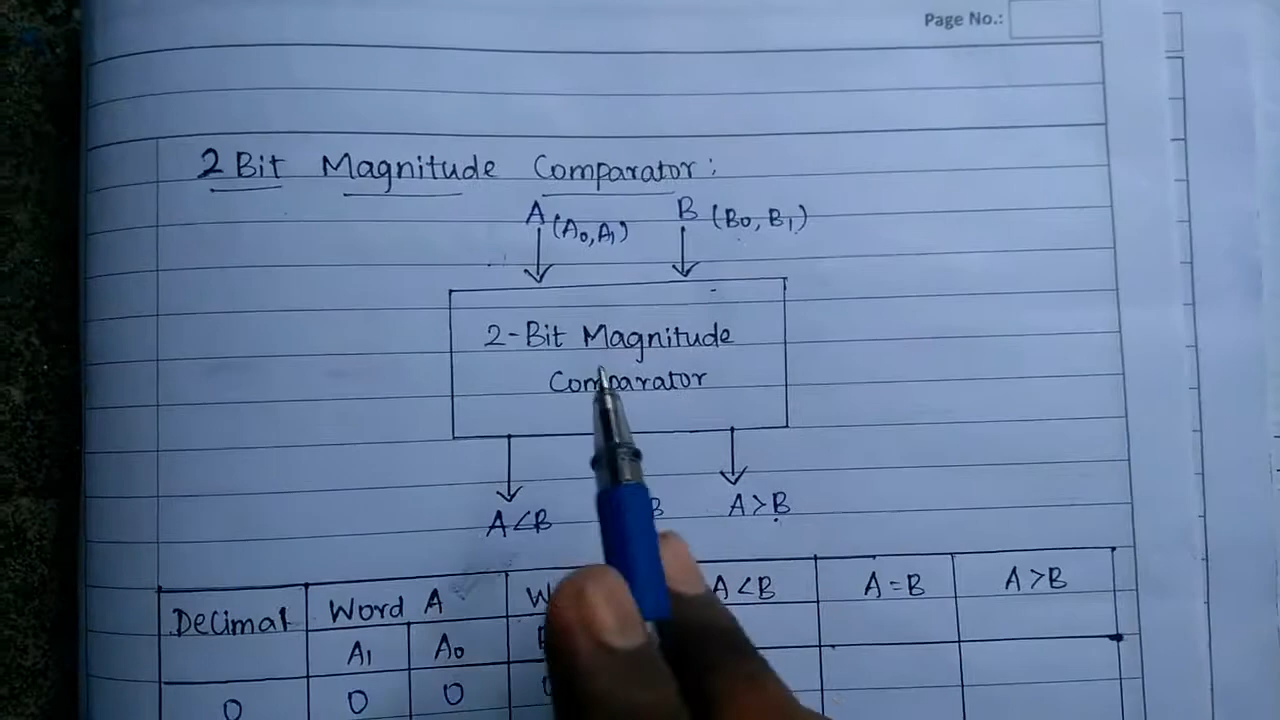 Page No.:
2 Bit Magnitude Comparator:
A (A0, A1) B (B0, B1)
2-Bit Magnitude
Comparator
A<B B A>B
Decimal Word A A<B A=B A>B
A1 A0
0 0 0